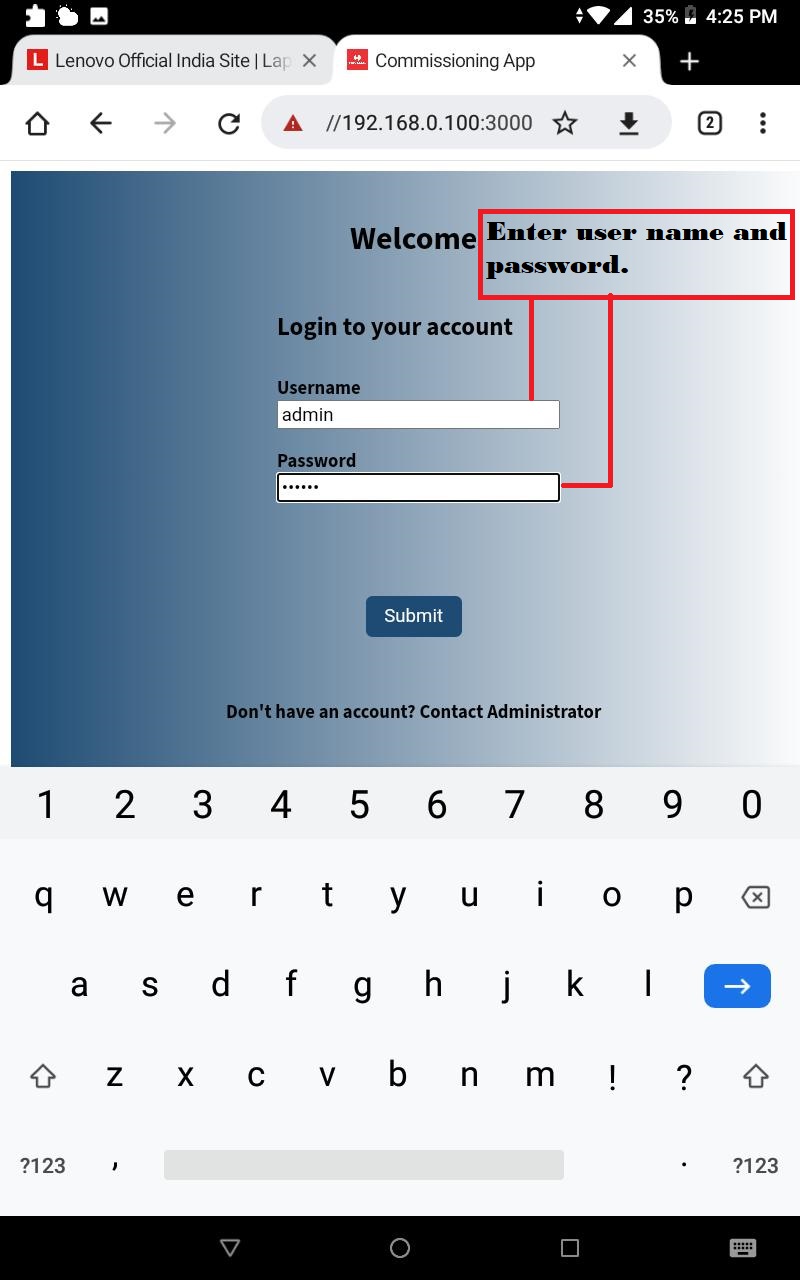 35% 4:25 PM
L Lenovo Official India Site | Lap
Commissioning App
//192.168.0.100:3000 2
Welcome
Enter user name and
password.
Login to your account
Username
admin
Password
••••••
Submit
Don't have an account? Contact Administrator
1 2 3 4 5 6 7 8 9 0
q w e r t y u i o p
a s d f g h j k l
z x c v b n m ! ?
?123 , . ?123